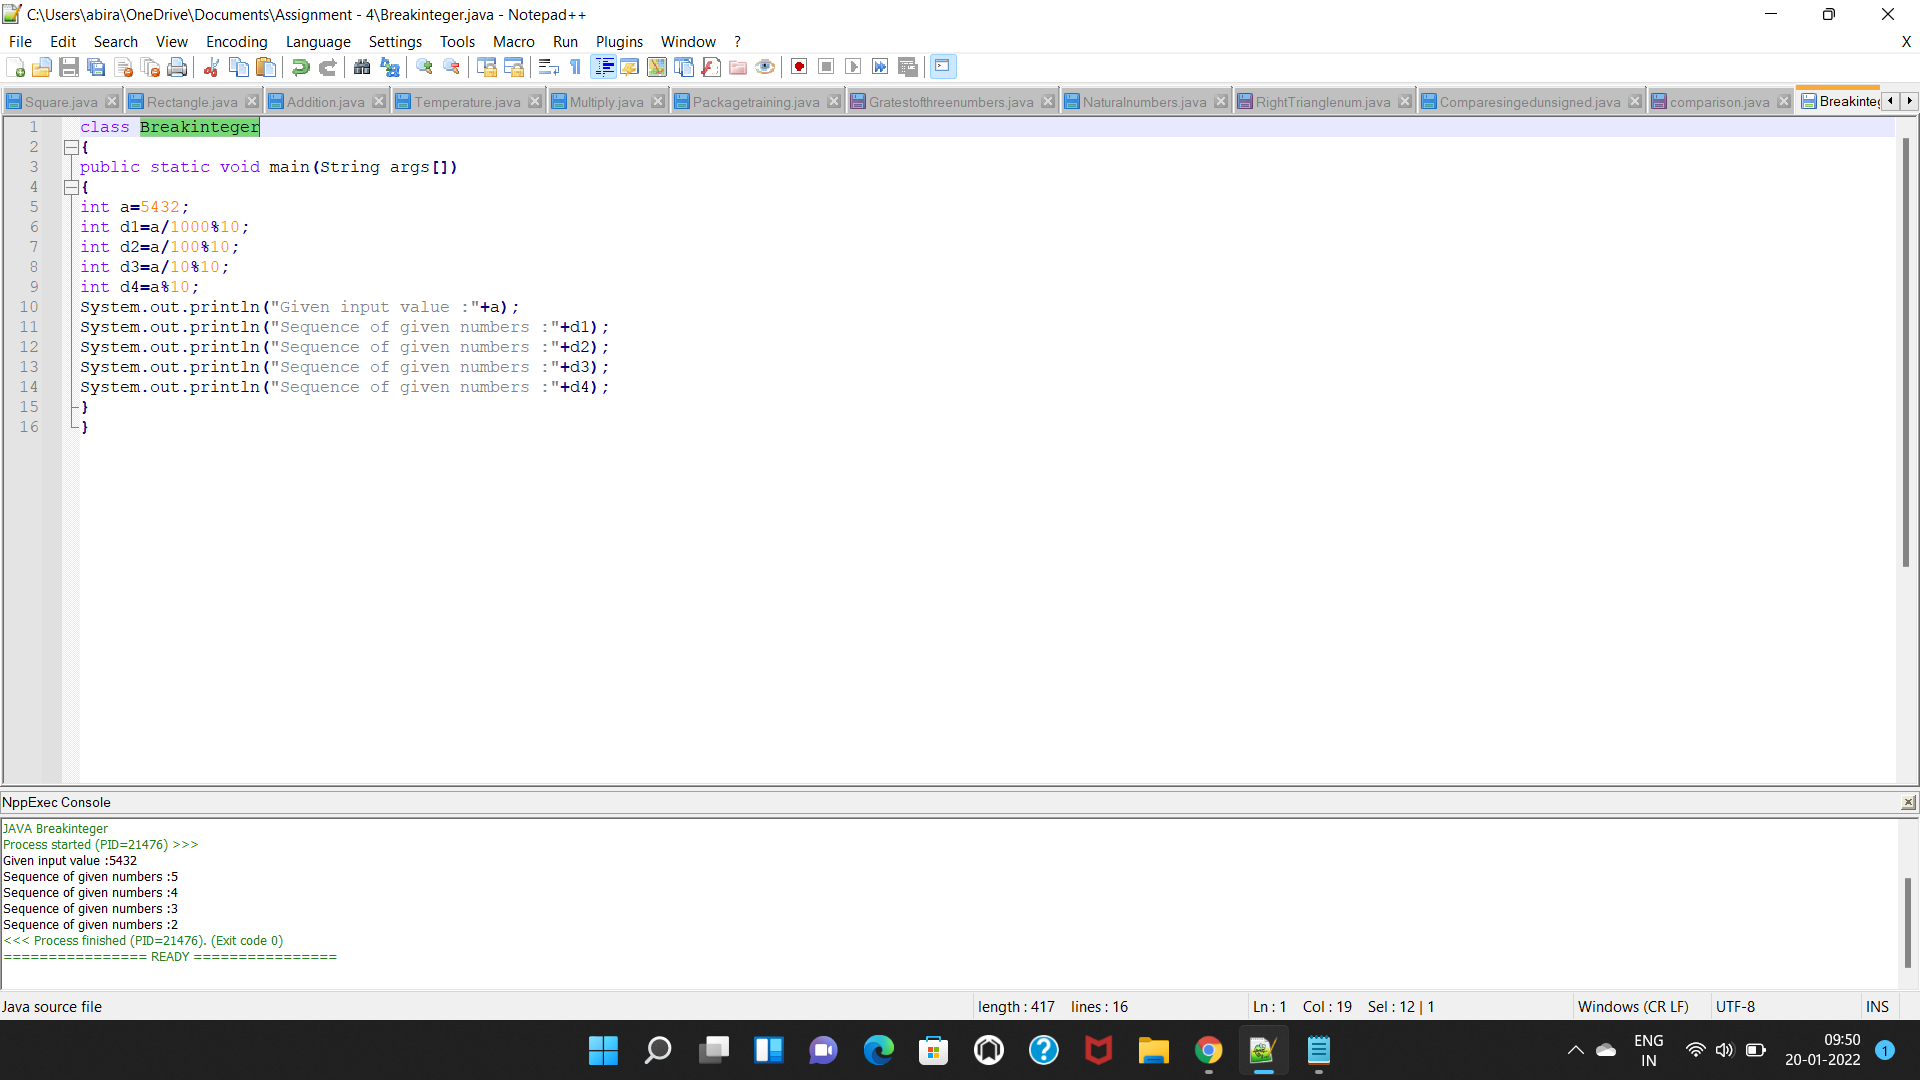 C:\Users\abira\OneDrive\Documents\Assignment - 4\Breakinteger.java - Notepad++
File Edit Search View Encoding Language Settings Tools Macro Run Plugins Window ? X
Square.java Rectangle.java Addition.java Temperature.java Multiply.java Packagetraining.java Gratestofthreenumbers.java Naturalnumbers.java RightTrianglenum.java Comparesingedunsigned.java comparison.java Breakinteg
1 class Breakinteger
2 {
3 public static void main(String args[])
4 {
5 int a=5432;
6 int d1=a/1000%10;
7 int d2=a/100%10;
8 int d3=a/10%10;
9 int d4=a%10;
10 System.out.println("Given input value :"+a);
11 System.out.println("Sequence of given numbers :"+d1);
12 System.out.println("Sequence of given numbers :"+d2);
13 System.out.println("Sequence of given numbers :"+d3);
14 System.out.println("Sequence of given numbers :"+d4);
15 }
16 }
NppExec Console
JAVA Breakinteger
Process started (PID=21476) >>>
Given input value :5432
Sequence of given numbers :5
Sequence of given numbers :4
Sequence of given numbers :3
Sequence of given numbers :2
<<< Process finished (PID=21476). (Exit code 0)
================ READY ================
Java source file length : 417 lines : 16 Ln : 1 Col : 19 Sel : 12 | 1 Windows (CR LF) UTF-8 INS
ENG 09:50
IN 20-01-2022 1